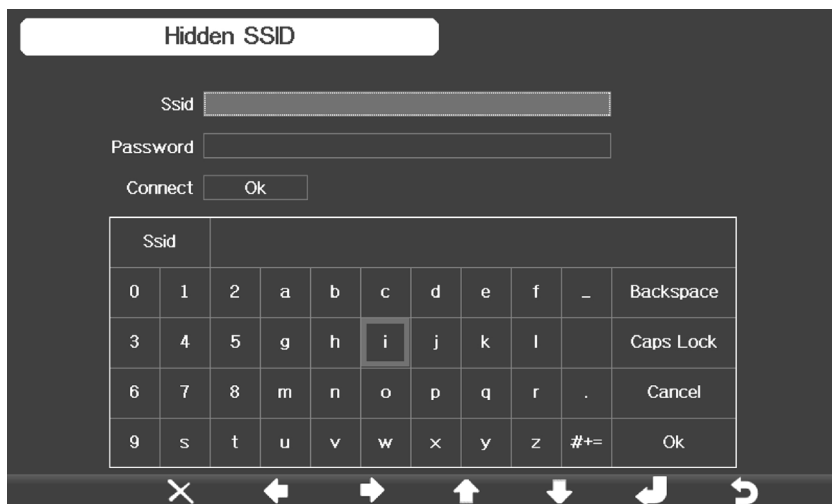 Hidden SSID
Ssid
Password
Connect Ok
Ssid
0 1 2 a b c d e f _ Backspace
3 4 5 g h i j k l Caps Lock
6 7 8 m n o p q r . Cancel
9 s t u v w x y z #+= Ok